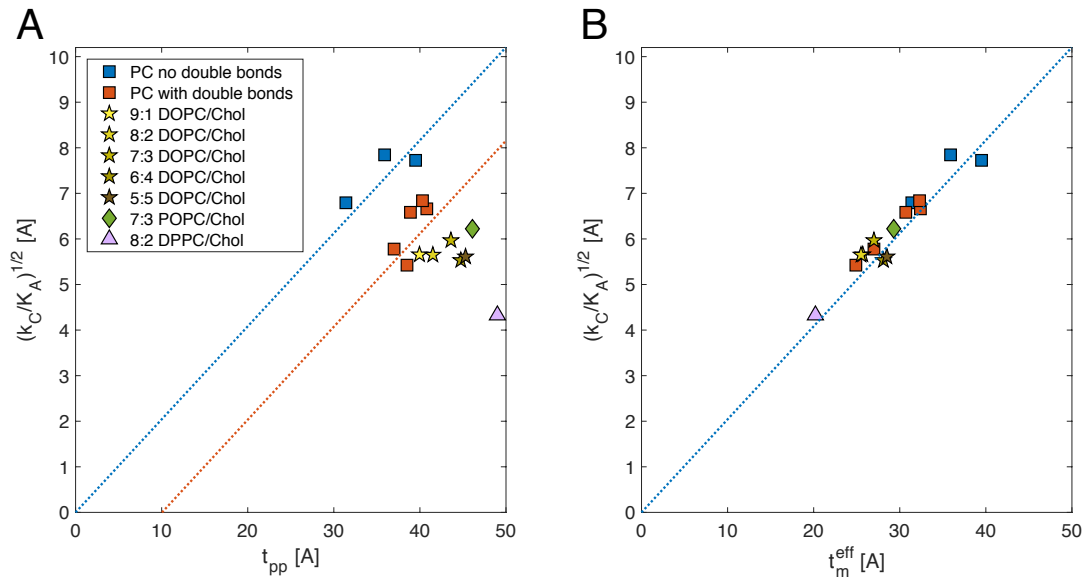 A
(k_C/K_A)^{1/2} [A]
10
9
8
7
6
5
4
3
2
1
0
PC no double bonds
PC with double bonds
9:1 DOPC/Chol
8:2 DOPC/Chol
7:3 DOPC/Chol
6:4 DOPC/Chol
5:5 DOPC/Chol
7:3 POPC/Chol
8:2 DPPC/Chol
0 10 20 30 40 50
t_{pp} [A]
B
(k_C/K_A)^{1/2} [A]
10
9
8
7
6
5
4
3
2
1
0
0 10 20 30 40 50
t_m^{eff} [A]